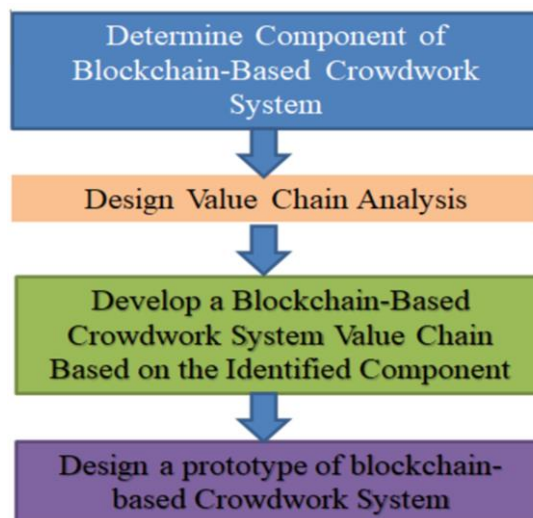 Determine Component of
Blockchain-Based Crowdwork
System
Design Value Chain Analysis
Develop a Blockchain-Based
Crowdwork System Value Chain
Based on the Identified Component
Design a prototype of blockchain-
based Crowdwork System